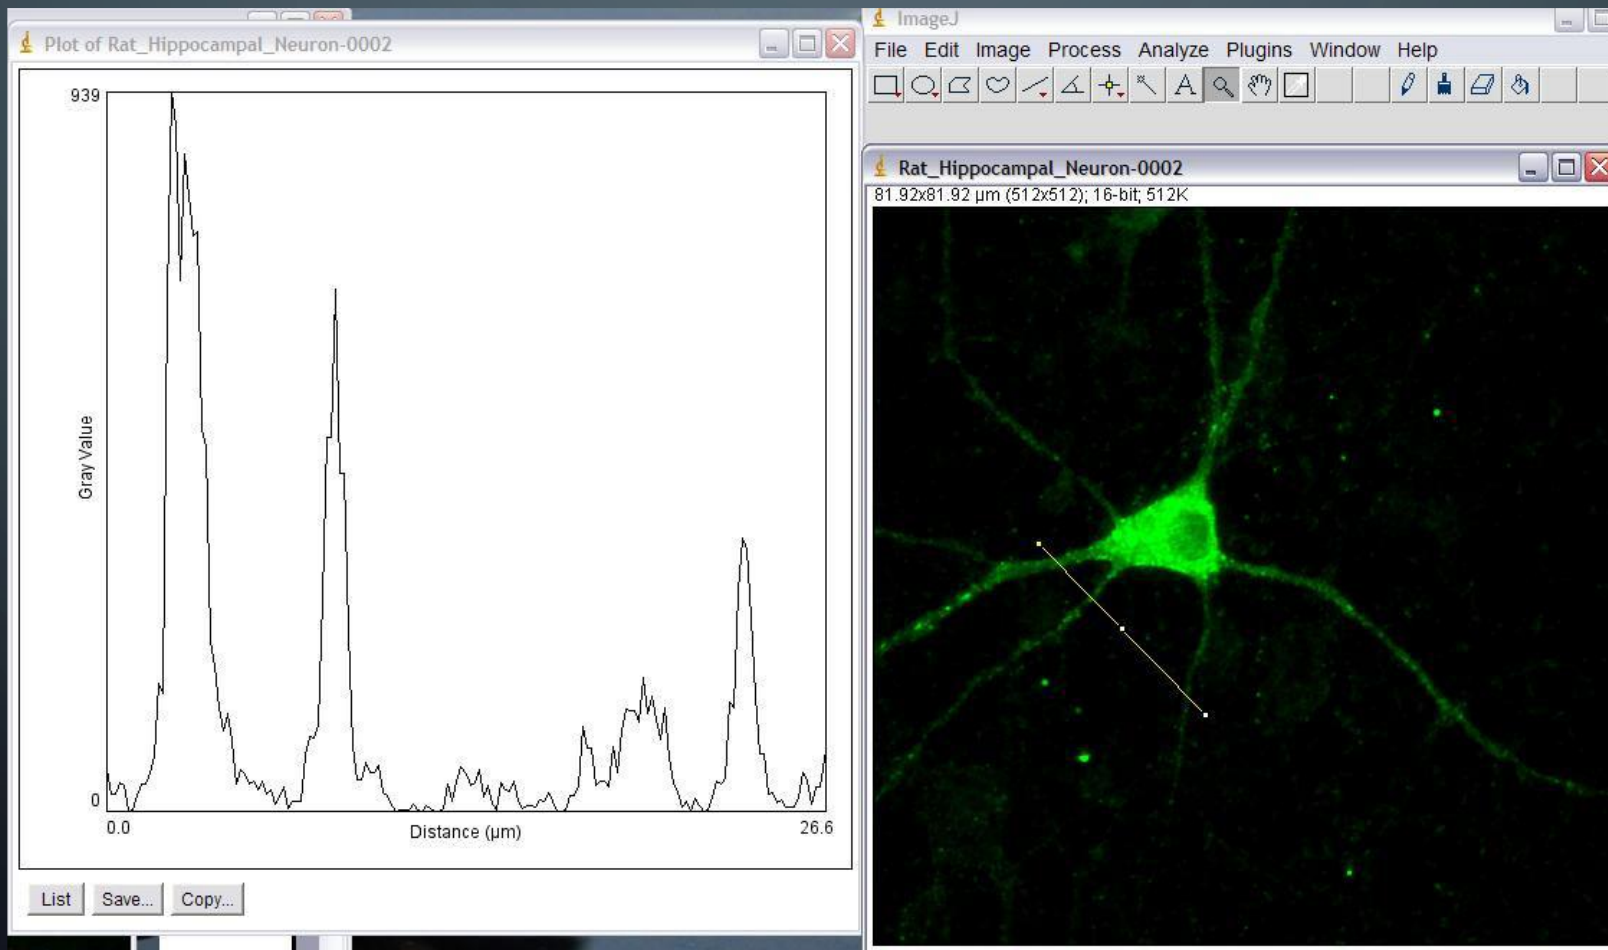 Plot of Rat_Hippocampal_Neuron-0002
939
Gray Value
0
0.0
Distance (µm)
26.6
List
Save...
Copy...
ImageJ
File Edit Image Process Analyze Plugins Window Help
A
Rat_Hippocampal_Neuron-0002
81.92x81.92 µm (512x512); 16-bit; 512K